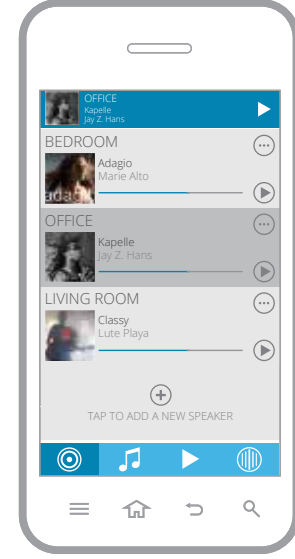 OFFICE
Kapelle
Jay Z. Hans
BEDROOM
Adagio
Marie Alto
adagio
OFFICE
Kapelle
Jay Z. Hans
LIVING ROOM
Classy
Lute Playa
TAP TO ADD A NEW SPEAKER